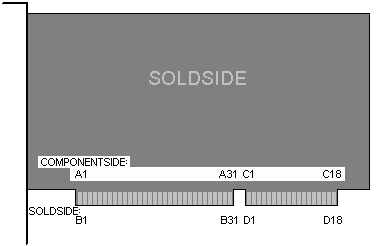 SOLDSIDE
COMPONENTSIDE:
A1 A31 C1 C18
SOLDSIDE:
B1 B31 D1 D18